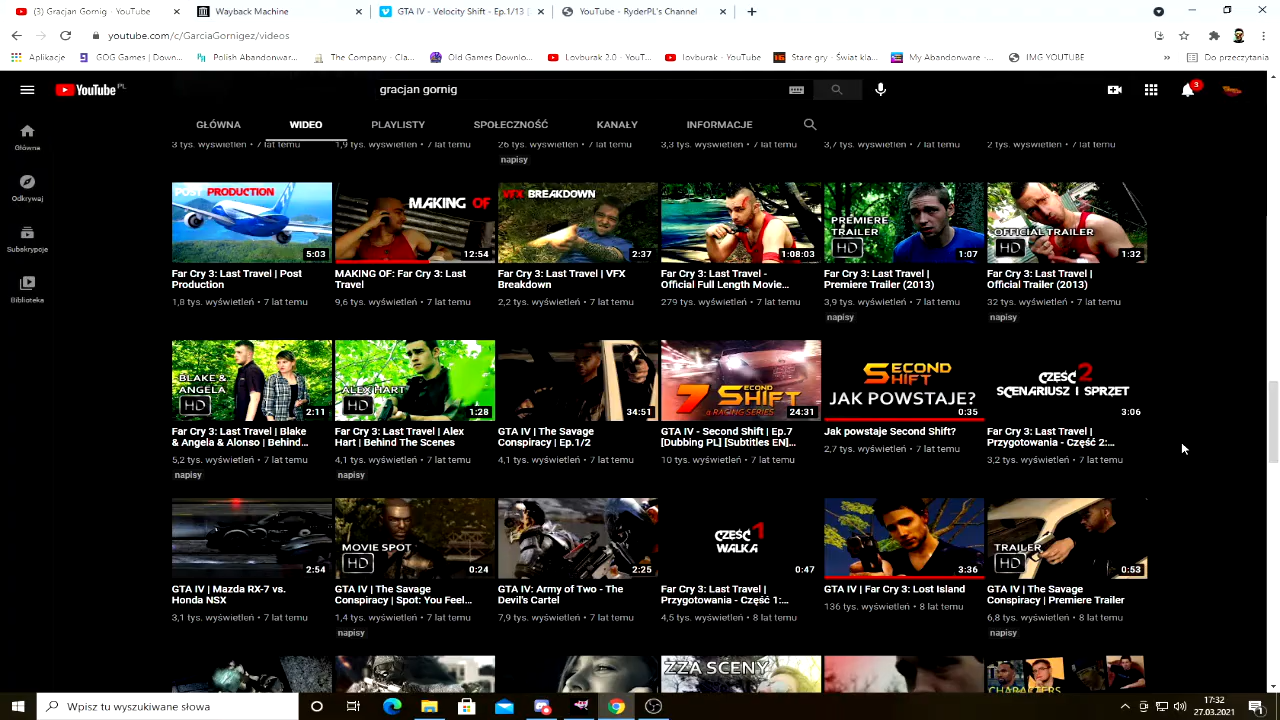 (3) Gracjan Gornig - YouTube
Wayback Machine
GTA IV - Velocity Shift - Ep.1/13
YouTube - RyderPL's Channel
youtube.com/c/GarciaGornigez/videos
Aplikacje
GOG Games | Down...
Polish Abandonwar...
The Company - Cla...
Old Games Downlo...
Lovburak 2.0 - YouT...
Lovburak - YouTube
Stare gry - Świat kla...
My Abandonware -...
IMG YOUTUBE
»
Do przeczytania
YouTube PL
gracjan gornig
3
GŁÓWNA
WIDEO
PLAYLISTY
SPOŁECZNOŚĆ
KANAŁY
INFORMACJE
Główna
Odkrywaj
Subskrypcje
Biblioteka
3 tys. wyświetleń • 7 lat temu
1,9 tys. wyświetleń • 7 lat temu
26 tys. wyświetleń • 7 lat temu
3,3 tys. wyświetleń • 7 lat temu
3,7 tys. wyświetleń • 7 lat temu
2 tys. wyświetleń • 7 lat temu
napisy
POST PRODUCTION
5:03
MAKING OF
12:54
VFX BREAKDOWN
2:37
1:08:03
PREMIERE
TRAILER
HD
1:07
OFFICIAL TRAILER
HD
1:32
Far Cry 3: Last Travel | Post
Production
1,8 tys. wyświetleń • 7 lat temu
MAKING OF: Far Cry 3: Last
Travel
9,6 tys. wyświetleń • 7 lat temu
Far Cry 3: Last Travel | VFX
Breakdown
2,2 tys. wyświetleń • 7 lat temu
Far Cry 3: Last Travel -
Official Full Length Movie...
279 tys. wyświetleń • 7 lat temu
Far Cry 3: Last Travel |
Premiere Trailer (2013)
3,9 tys. wyświetleń • 7 lat temu
napisy
Far Cry 3: Last Travel |
Official Trailer (2013)
32 tys. wyświetleń • 7 lat temu
napisy
BLAKE &
ANGELA
HD
2:11
ALEX HART
HD
1:28
34:51
7 SECOND
SHIFT
a RACING SERIES
24:31
SECOND
SHIFT
JAK POWSTAJE?
0:35
CZĘŚĆ 2
SCENARIUSZ I SPRZĘT
3:06
Far Cry 3: Last Travel | Blake
& Angela & Alonso | Behind...
5,2 tys. wyświetleń • 7 lat temu
napisy
Far Cry 3: Last Travel | Alex
Hart | Behind The Scenes
4,1 tys. wyświetleń • 7 lat temu
GTA IV | The Savage
Conspiracy | Ep.1/2
4,1 tys. wyświetleń • 7 lat temu
GTA IV - Second Shift | Ep.7
[Dubbing PL] [Subtitles EN]...
10 tys. wyświetleń • 7 lat temu
Jak powstaje Second Shift?
2,7 tys. wyświetleń • 7 lat temu
Far Cry 3: Last Travel |
Przygotowania - Część 2:...
3,2 tys. wyświetleń • 7 lat temu
2:54
MOVIE SPOT
HD
0:24
2:25
CZĘŚĆ 1
WALKA
0:47
3:36
TRAILER
HD
0:53
GTA IV | Mazda RX-7 vs.
Honda NSX
3,1 tys. wyświetleń • 7 lat temu
GTA IV | The Savage
Conspiracy | Spot: You Feel...
1,4 tys. wyświetleń • 7 lat temu
napisy
GTA IV: Army of Two - The
Devil's Cartel
7,9 tys. wyświetleń • 7 lat temu
Far Cry 3: Last Travel |
Przygotowania - Część 1:...
4,5 tys. wyświetleń • 8 lat temu
GTA IV | Far Cry 3: Lost Island
136 tys. wyświetleń • 8 lat temu
GTA IV | The Savage
Conspiracy | Premiere Trailer
6,8 tys. wyświetleń • 8 lat temu
napisy
ZZA SCENY
CHARACTERS
Wpisz tu wyszukiwane słowa
17:32
27.03.2021